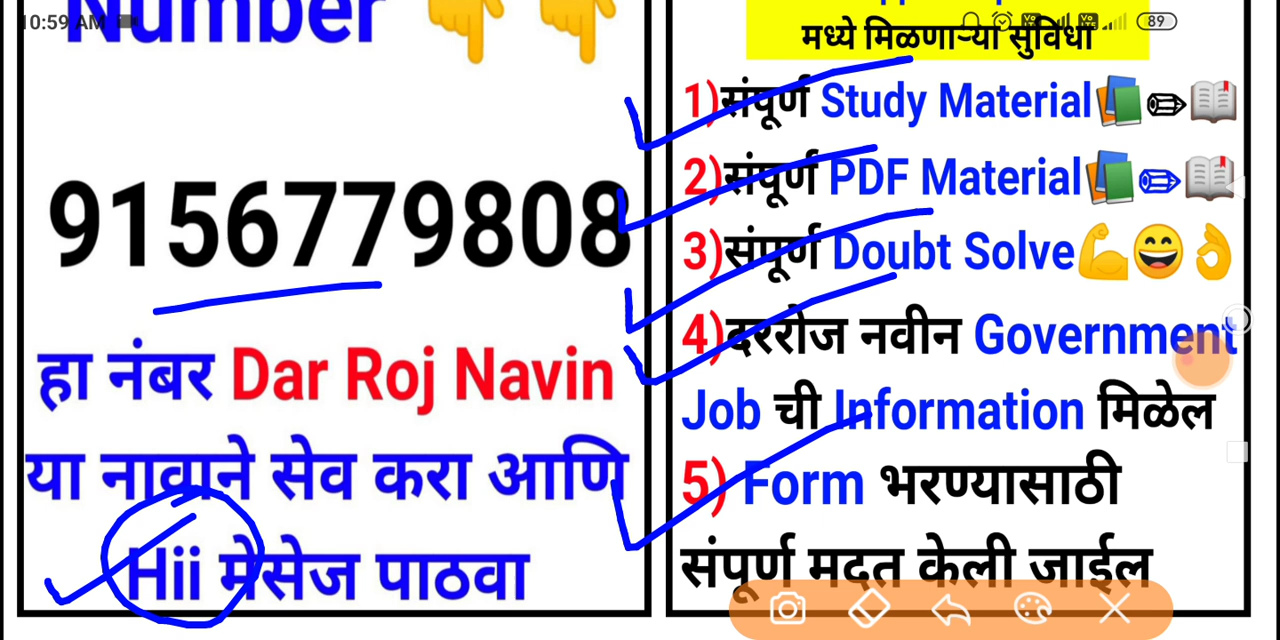 10:59 AM
89
Number
9156779808
हा नंबर Dar Roj Navin
या नावाने सेव करा आणि
Hii मेसेज पाठवा
मध्ये मिळणाऱ्या सुविधा
1)संपूर्ण Study Material
2)संपूर्ण PDF Material
3)संपूर्ण Doubt Solve
4)दररोज नवीन Government
Job ची Information मिळेल
5) Form भरण्यासाठी
संपूर्ण मदत केली जाईल